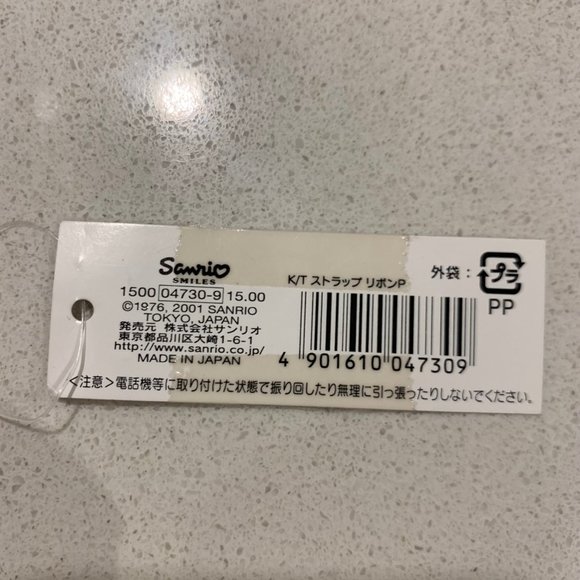 Sanrio
SMILES
1500 04730-9 15.00
©1976, 2001 SANRIO
TOKYO, JAPAN
発売元 株式会社サンリオ
東京都品川区大崎1-6-1
http://www.sanrio.co.jp/
MADE IN JAPAN
K/T ストラップ リボンP
4 901610 047309
外袋:
プラ
PP
<注意>電話機等に取り付けた状態で振り回したり無理に引っ張ったりしないでください。